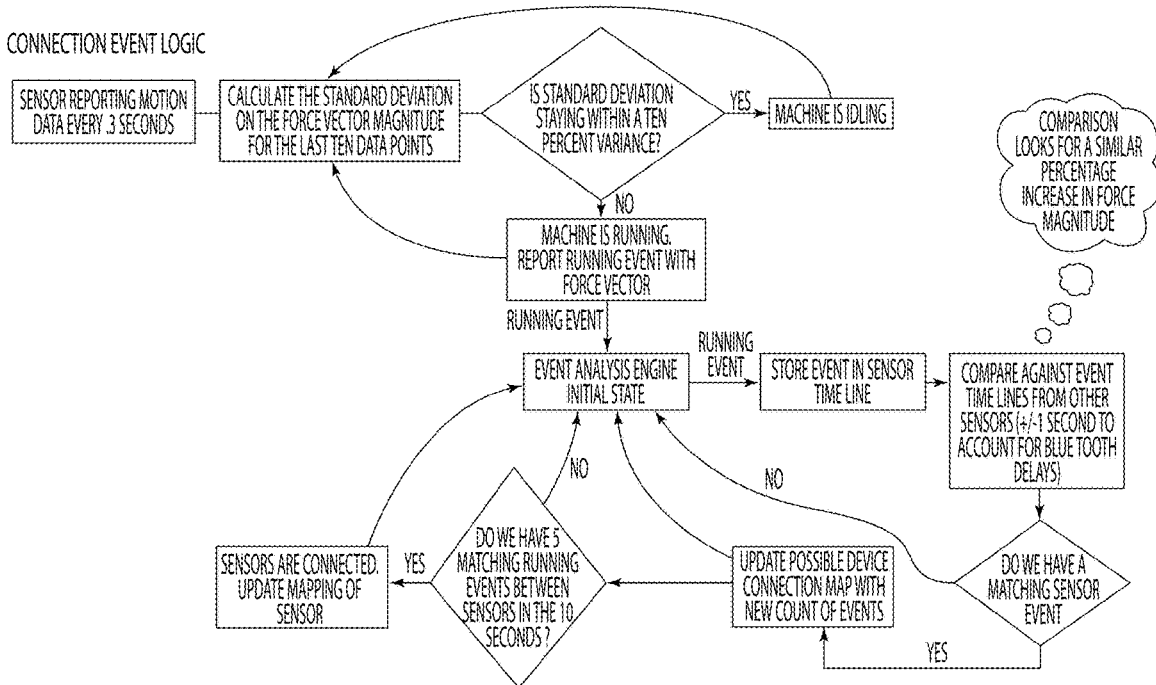 CONNECTION EVENT LOGIC
SENSOR REPORTING MOTION
DATA EVERY .3 SECONDS
CALCULATE THE STANDARD DEVIATION
ON THE FORCE VECTOR MAGNITUDE
FOR THE LAST TEN DATA POINTS
IS STANDARD DEVIATION
STAYING WITHIN A TEN
PERCENT VARIANCE?
YES
MACHINE IS IDLING
NO
MACHINE IS RUNNING.
REPORT RUNNING EVENT WITH
FORCE VECTOR
RUNNING EVENT
EVENT ANALYSIS ENGINE
INITIAL STATE
RUNNING
EVENT
STORE EVENT IN SENSOR
TIME LINE
COMPARISON
LOOKS FOR A SIMILAR
PERCENTAGE
INCREASE IN FORCE
MAGNITUDE
COMPARE AGAINST EVENT
TIME LINES FROM OTHER
SENSORS (+/-1 SECOND TO
ACCOUNT FOR BLUE TOOTH
DELAYS)
DO WE HAVE A
MATCHING SENSOR
EVENT
NO
YES
UPDATE POSSIBLE DEVICE
CONNECTION MAP WITH
NEW COUNT OF EVENTS
DO WE HAVE 5
MATCHING RUNNING
EVENTS BETWEEN
SENSORS IN THE 10
SECONDS ?
NO
YES
SENSORS ARE CONNECTED.
UPDATE MAPPING OF
SENSOR